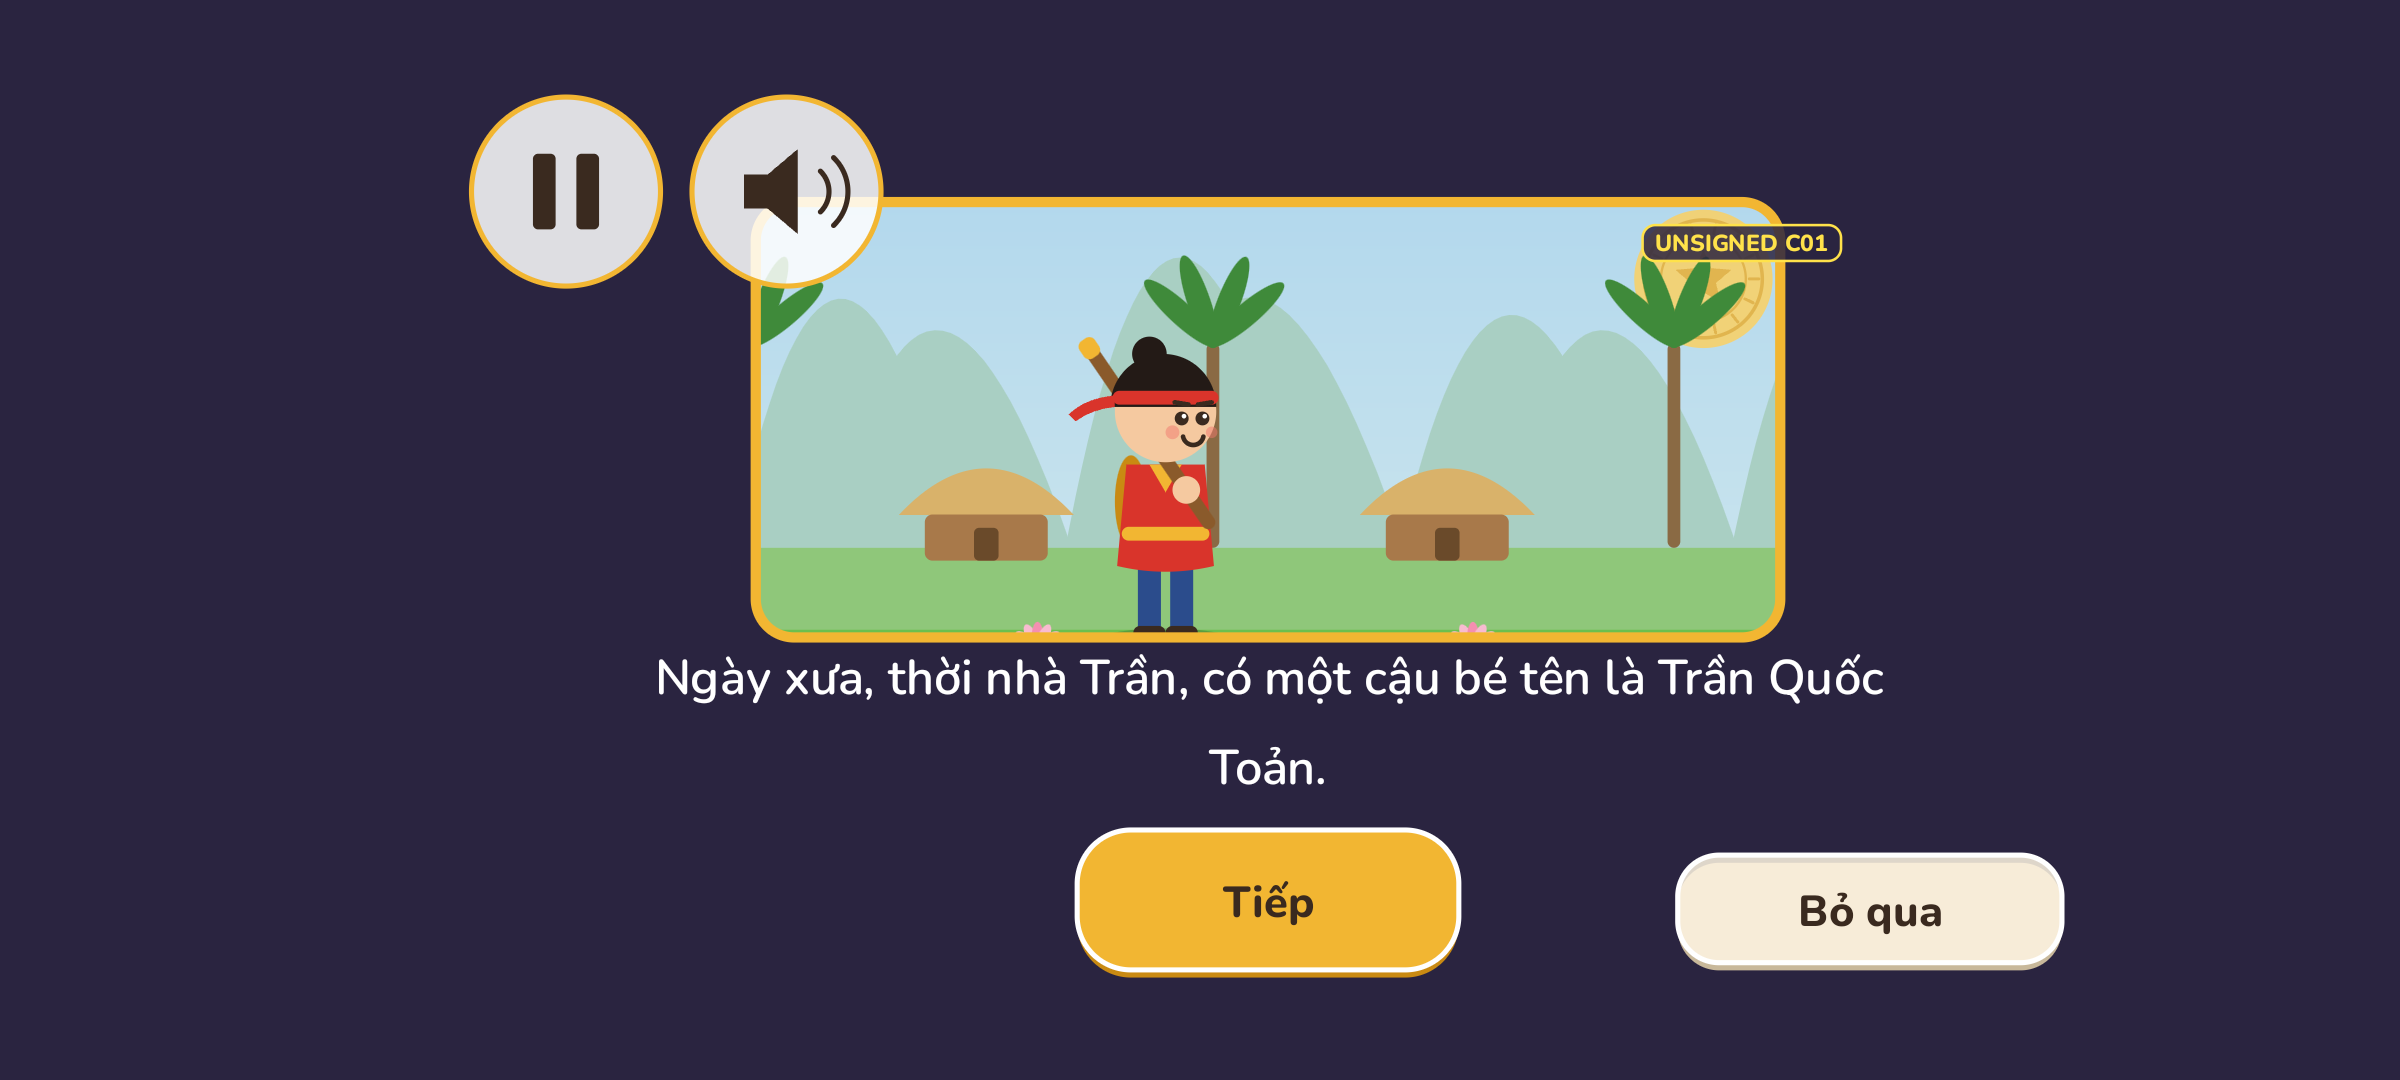 UNSIGNED C01
Ngày xưa, thời nhà Trần, có một cậu bé tên là Trần Quốc
Toản.
Tiếp
Bỏ qua